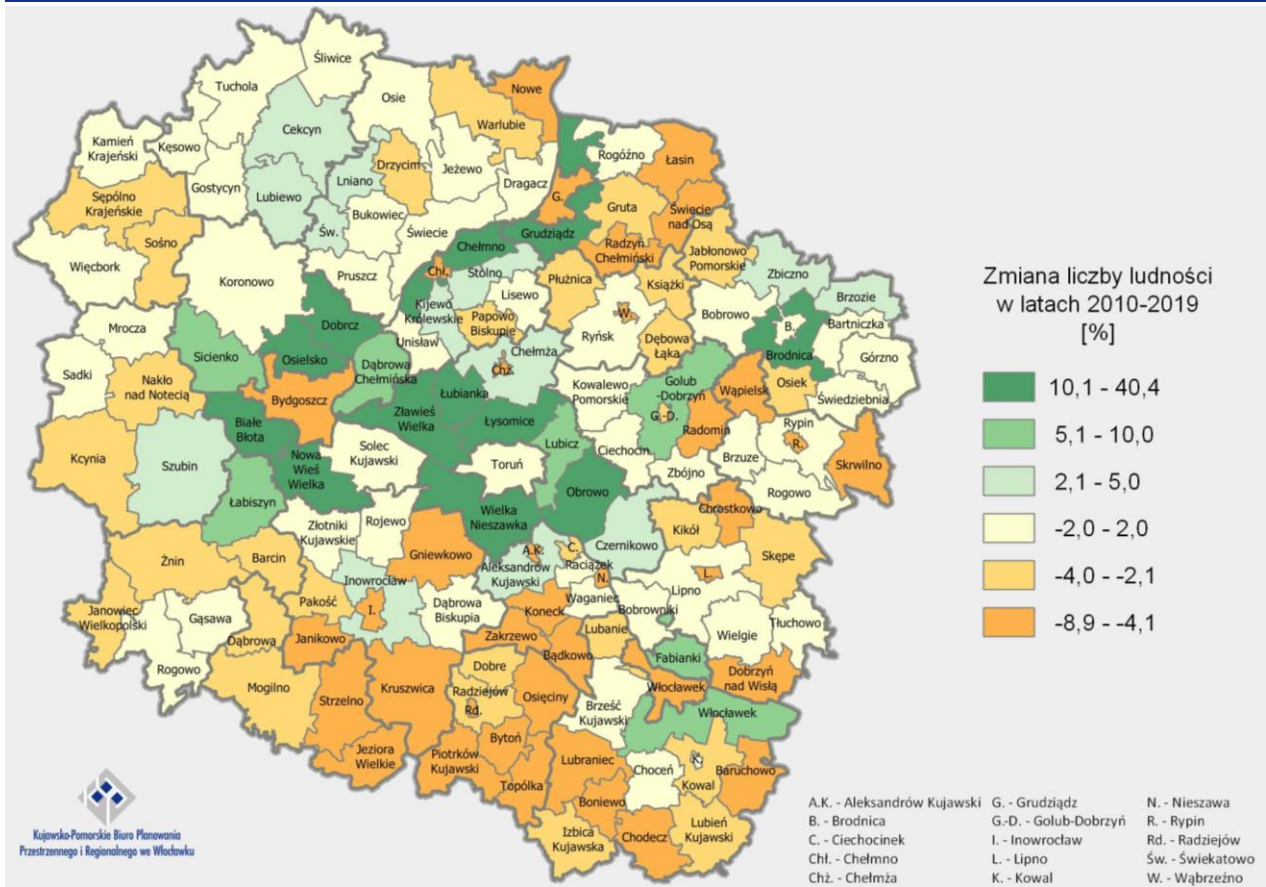 Śliwice
Tuchola
Osie
Nowe
Cekcyn
Warlubie
Kamień
Krajeński
Kęsowo
Rogóźno
Łasin
Drzycim
Jeżewo
Gostycyn
Lniano
Dragacz
G.
Sępólno
Krajeńskie
Lubiewo
Bukowiec
Gruta
Święcie
nad Osą
Św.
Świecie
Grudziądz
Sośno
Chełmno
Radzyń
Chełmiński
Jabłonowo
Pomorskie
Więcbork
Pruszcz
Chł.
Stolno
Płużnica
Książki
Zbiczno
Koronowo
Lisewo
Brzozie
Kijewo
Królewskie
Papowo
Biskupie
W.
Bobrowo
Bartniczka
Mrocza
Dobrcz
Unisław
Ryńsk
Dębowa
Łąka
B.
Brodnica
Górzno
Sicienko
Osielsko
Dąbrowa
Chełmińska
Chełmża
Chż.
Sadki
Nakło
nad Notecią
Kowalewo
Pomorskie
Golub
-Dobrzyń
Wąpielsk
Osiek
Świedziebnia
Bydgoszcz
Łubianka
G.-D.
Białe
Błota
Zławieś
Wielka
Łysomice
Radomin
Rypin
R.
Kcynia
Szubin
Solec
Kujawski
Lubicz
Ciechocin
Brzuze
Skrwilno
Nowa
Wieś
Wielka
Toruń
Zbójno
Rogowo
Łabiszyn
Obrowo
Wielka
Nieszawka
Chrostkowo
Złotniki
Kujawskie
Rojewo
Gniewkowo
A.K.
C.
Czernikowo
Kikół
Skępe
Żnin
Barcin
Inowrocław
Aleksandrów
Kujawski
Raciążek
N.
L.
Pakość
I.
Dąbrowa
Biskupia
Waganiec
Lipno
Janowiec
Wielkopolski
Gąsawa
Koneck
Bobrowniki
Dąbrowa
Janikowo
Zakrzewo
Lubanie
Wielgie
Tłuchowo
Bądkowo
Rogowo
Dobre
Fabianki
Mogilno
Strzelno
Kruszwica
Radziejów
Rd.
Osięciny
Włocławek
Dobrzyń
nad Wisłą
Brześć
Kujawski
Włocławek
Bytoń
Jeziora
Wielkie
Piotrków
Kujawski
Lubraniec
Choceń
K.
Kowal
Baruchowo
Topólka
Boniewo
Izbica
Kujawska
Chodecz
Lubień
Kujawski
Zmiana liczby ludności
w latach 2010-2019
[%]
10,1 - 40,4
5,1 - 10,0
2,1 - 5,0
-2,0 - 2,0
-4,0 - -2,1
-8,9 - -4,1
Kujawsko-Pomorskie Biuro Planowania
Przestrzennego i Regionalnego we Włocławku
A.K. - Aleksandrów Kujawski
B. - Brodnica
C. - Ciechocinek
Chł. - Chełmno
Chż. - Chełmża
G. - Grudziądz
G.-D. - Golub-Dobrzyń
I. - Inowrocław
L. - Lipno
K. - Kowal
N. - Nieszawa
R. - Rypin
Rd. - Radziejów
Św. - Świekatowo
W. - Wąbrzeźno